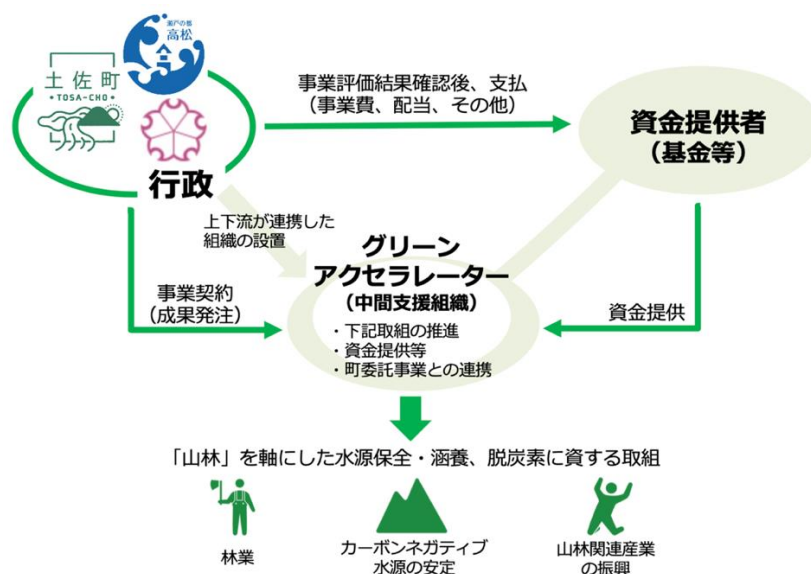 瀬戸の都
高松
土佐町
•TOSA-CHO•
行政
事業評価結果確認後、支払
（事業費、配当、その他）
資金提供者
（基金等）
上下流が連携した
組織の設置
グリーン
アクセラレーター
（中間支援組織）
・下記取組の推進
・資金提供等
・町委託事業との連携
事業契約
（成果発注）
資金提供
「山林」を軸にした水源保全・涵養、脱炭素に資する取組
林業
カーボンネガティブ
水源の安定
山林関連産業
の振興